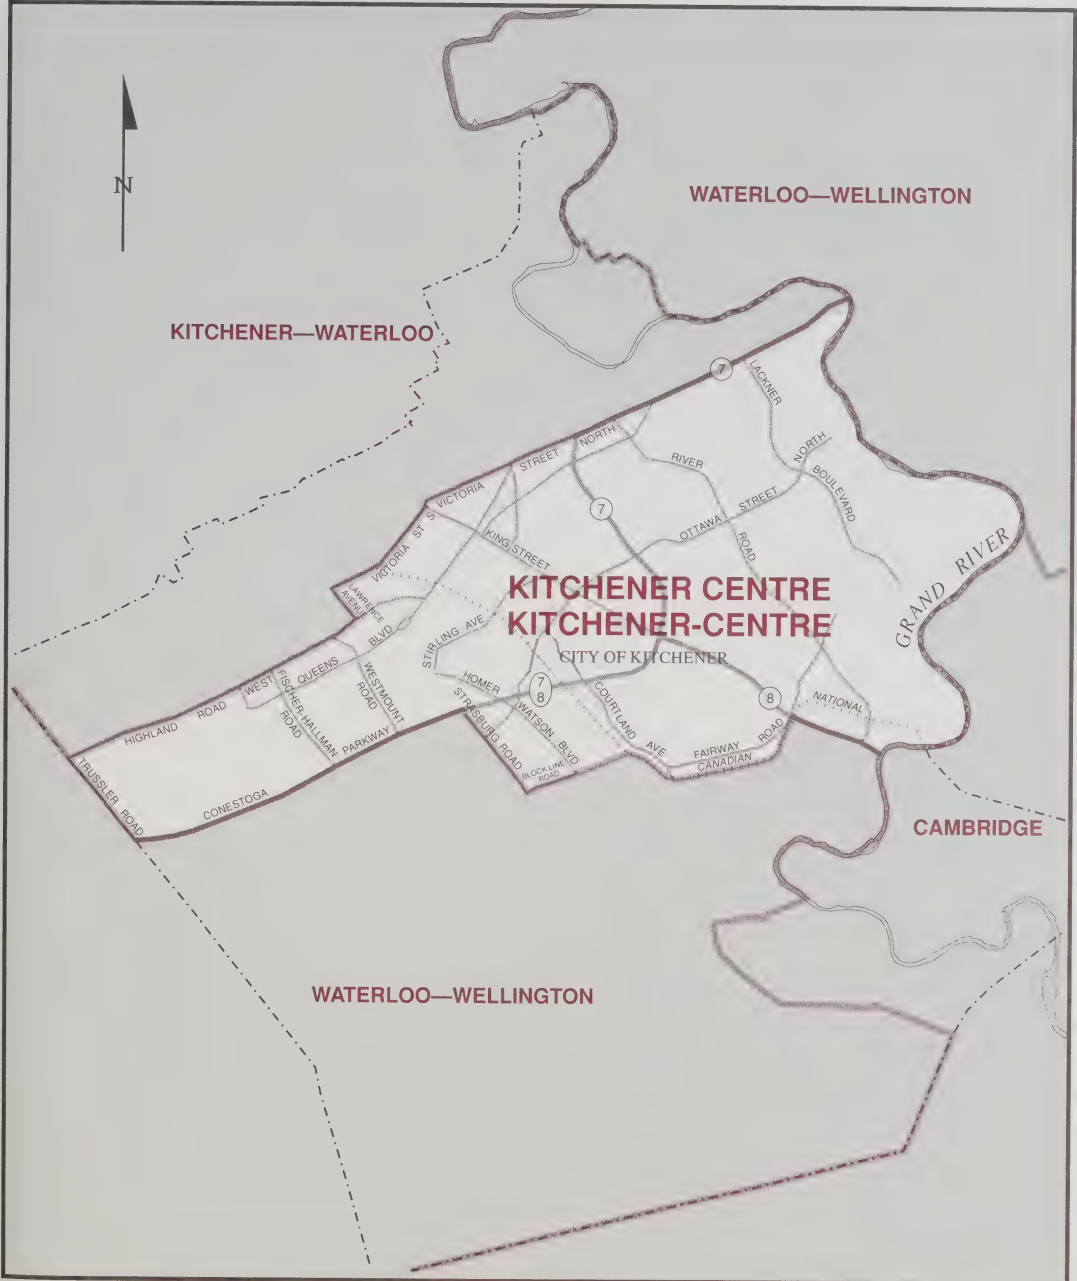 N
WATERLOO—WELLINGTON
KITCHENER—WATERLOO
7
LACKNER
BOULEVARD
VICTORIA STREET NORTH
RIVER
ROAD
OTTAWA STREET NORTH
7
VICTORIA ST S
KING STREET
GRAND RIVER
KITCHENER CENTRE
KITCHENER-CENTRE
CITY OF KITCHENER
LAWRENCE
AVENUE
STIRLING AVE
QUEENS BLVD
WESTMOUNT
ROAD
HIGHLAND ROAD WEST
FISCHER-HALLMAN
ROAD
HOMER WATSON BLVD
7
8
STRASBURG ROAD
COURTLAND AVE
8
NATIONAL
FAIRWAY ROAD
CANADIAN
BLOCK LINE
ROAD
CONESTOGA PARKWAY
TRUSSLER ROAD
CAMBRIDGE
WATERLOO—WELLINGTON